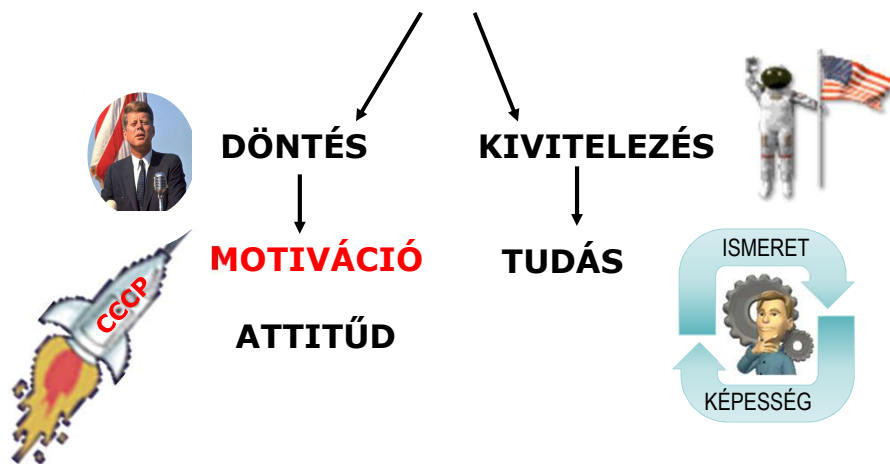 DÖNTÉS
KIVITELEZÉS
MOTIVÁCIÓ
TUDÁS
ATTITŰD
CCCP
ISMERET
KÉPESSÉG